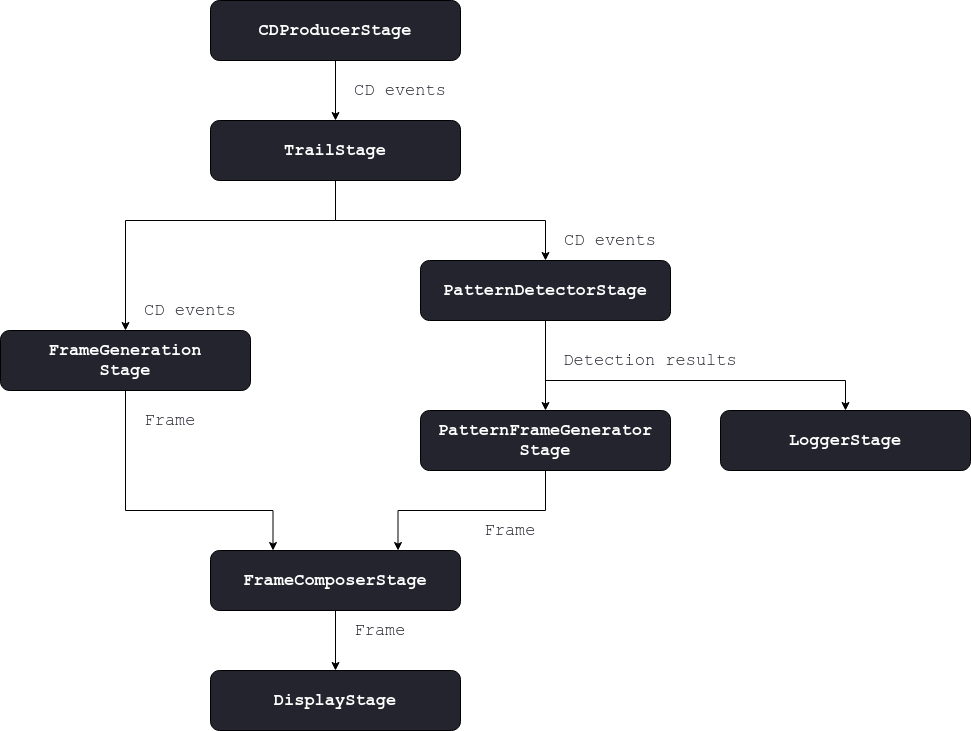 CDProducerStage
CD events
TrailStage
CD events
PatternDetectorStage
CD events
FrameGeneration
Stage
Detection results
Frame
PatternFrameGenerator
Stage
LoggerStage
Frame
FrameComposerStage
Frame
DisplayStage